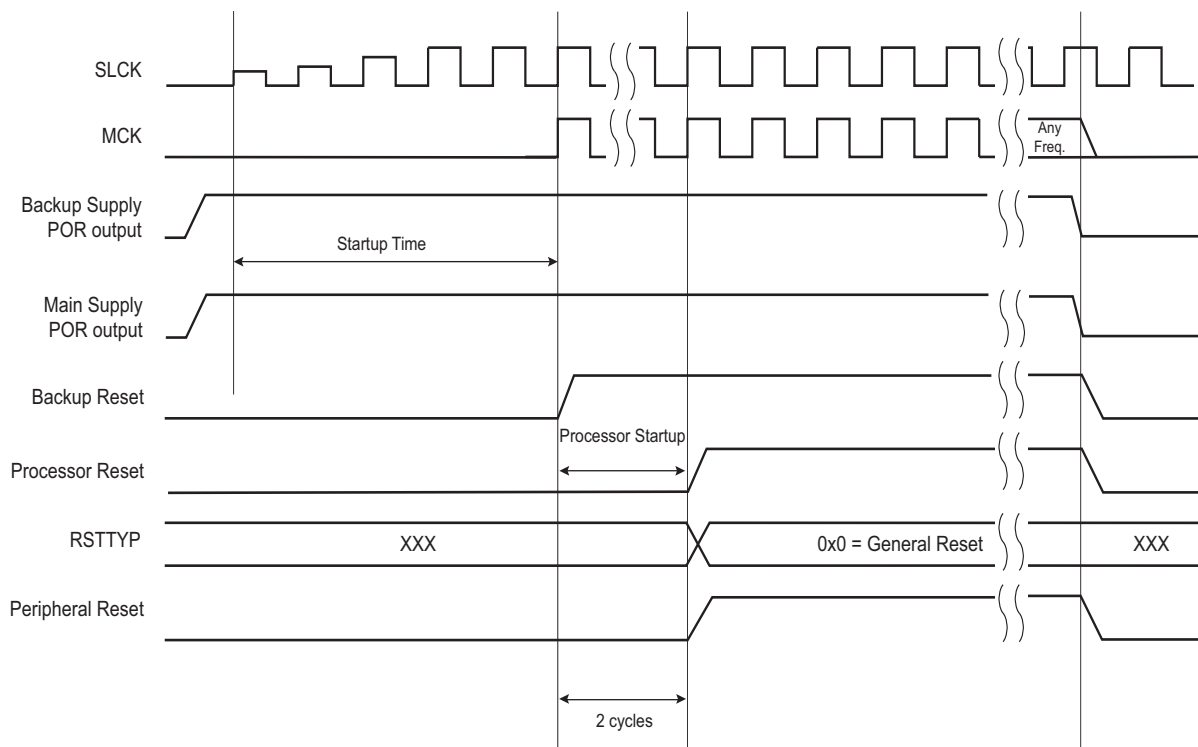 SLCK
MCK
Any
Freq.
Backup Supply
POR output
Startup Time
Main Supply
POR output
Backup Reset
Processor Startup
Processor Reset
RSTTYP
XXX
0x0 = General Reset
XXX
Peripheral Reset
2 cycles